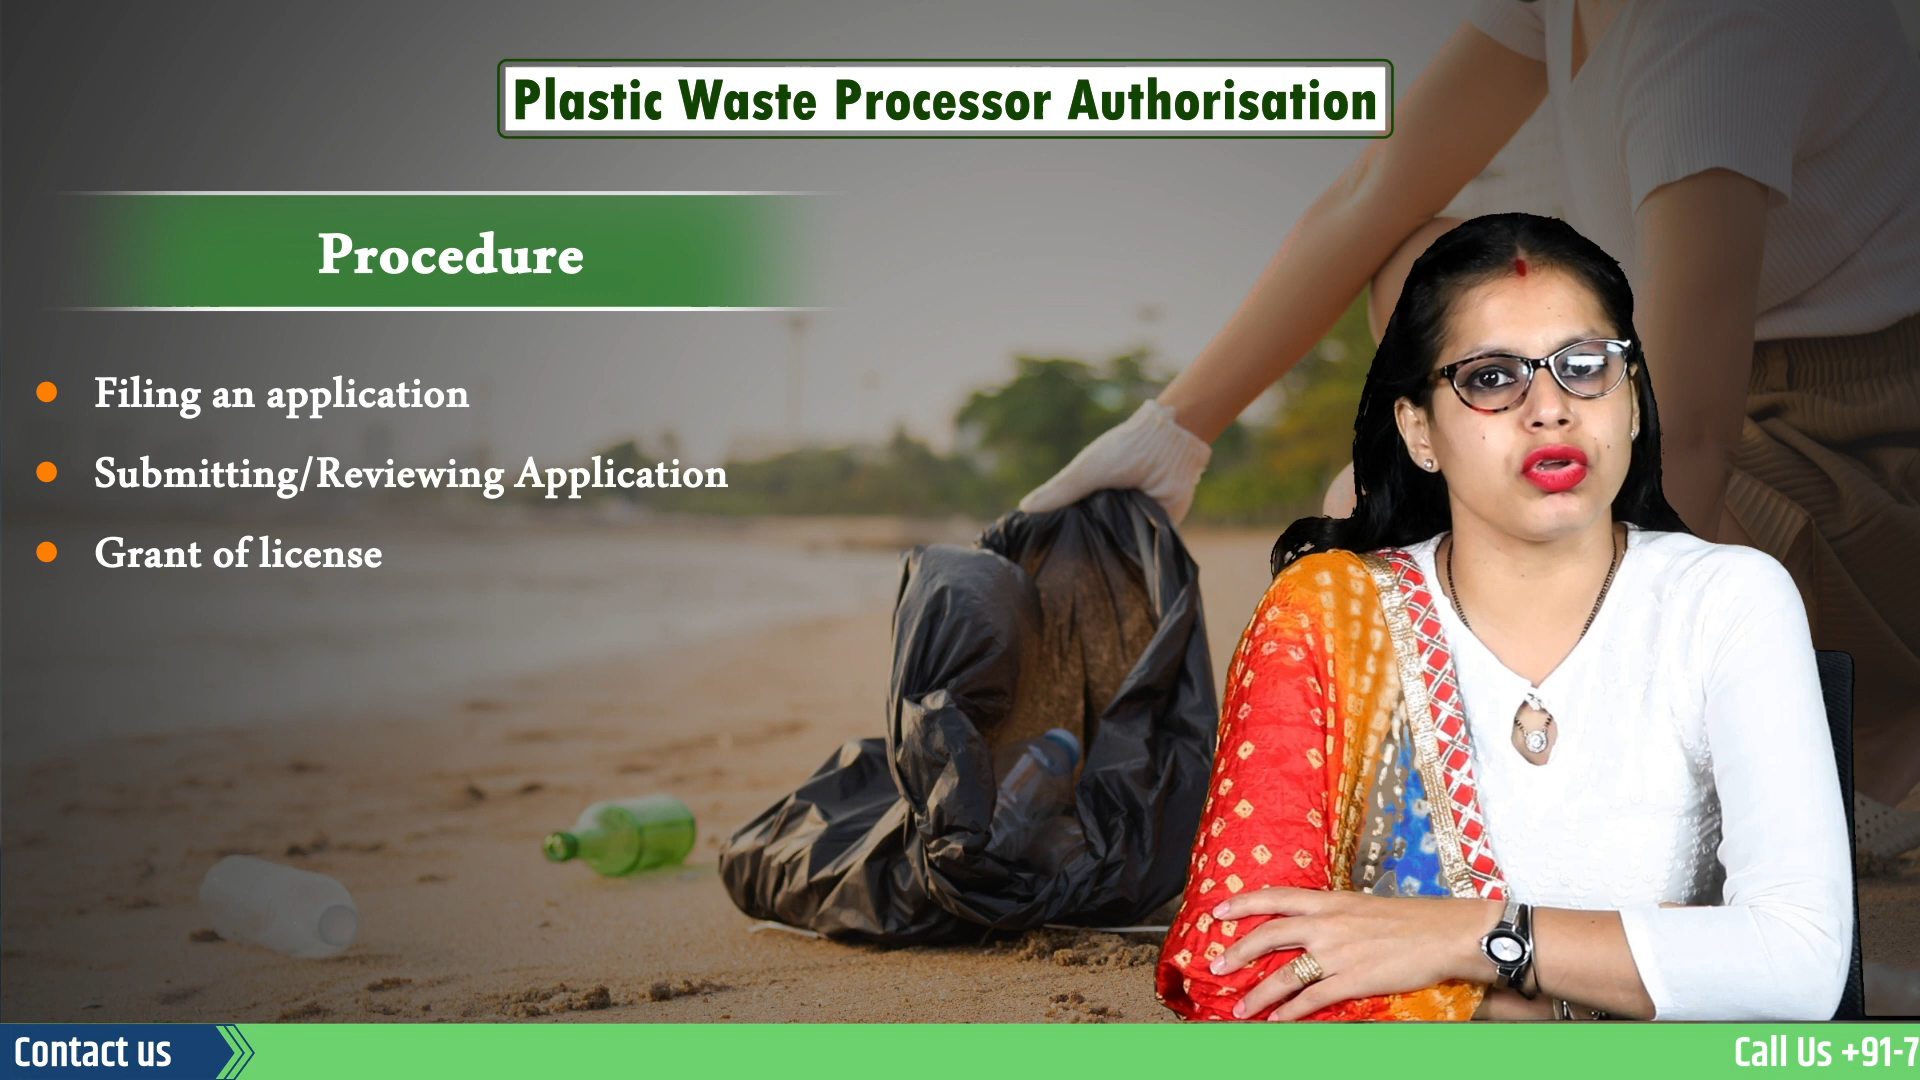 Plastic Waste Processor Authorisation
Procedure
Filing an application
Submitting/Reviewing Application
Grant of license
Contact us
Call Us +91-7